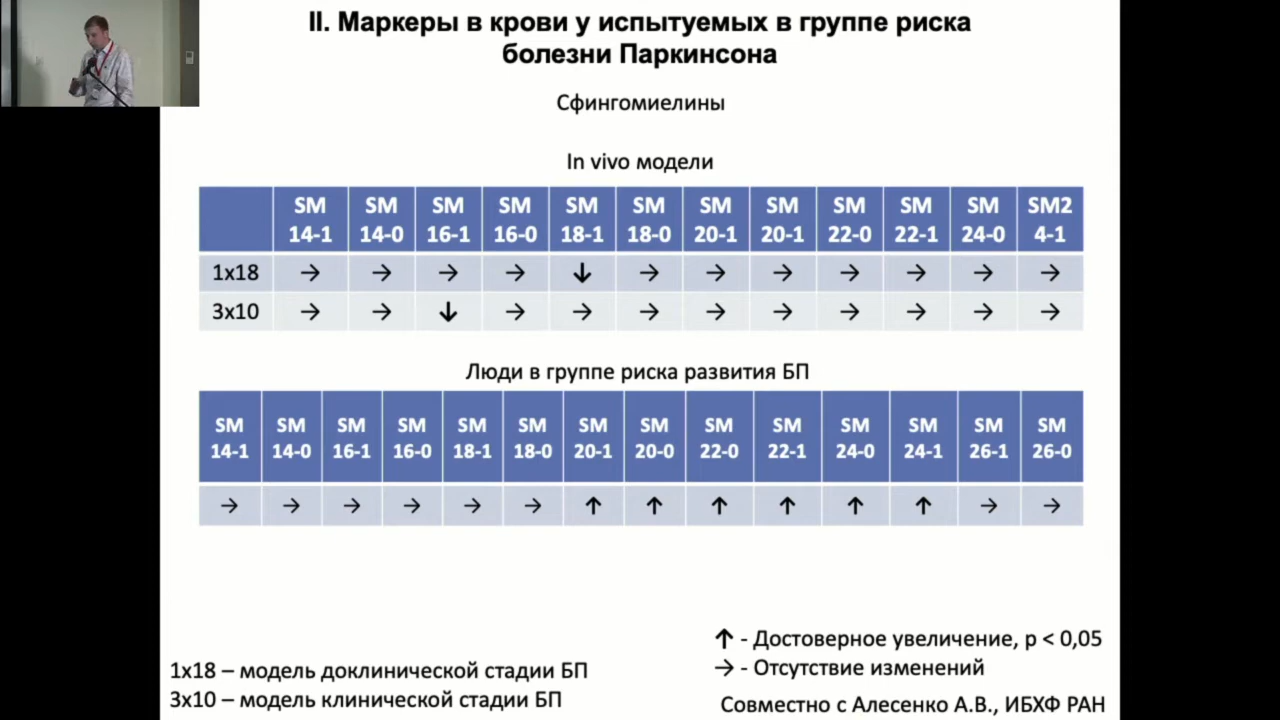 II. Маркеры в крови у испытуемых в группе риска
болезни Паркинсона
Сфингомиелины
In vivo модели
SM 14-1 SM 14-0 SM 16-1 SM 16-0 SM 18-1 SM 18-0 SM 20-1 SM 20-1 SM 22-0 SM 22-1 SM 24-0 SM2 4-1
1x18 → → → → ↓ → → → → → → →
3x10 → → ↓ → → → → → → → → →
Люди в группе риска развития БП
SM 14-1 SM 14-0 SM 16-1 SM 16-0 SM 18-1 SM 18-0 SM 20-1 SM 20-0 SM 22-0 SM 22-1 SM 24-0 SM 24-1 SM 26-1 SM 26-0
→ → → → → → ↑ ↑ ↑ ↑ ↑ ↑ → →
↑ - Достоверное увеличение, p < 0,05
→ - Отсутствие изменений
1x18 – модель доклинической стадии БП
3x10 – модель клинической стадии БП
Совместно с Алесенко А.В., ИБХФ РАН